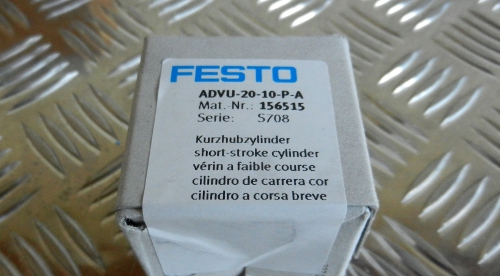 FESTO
ADVU-20-10-P-A
Mat.-Nr.: 156515
Serie: S708
Kurzhubzylinder
short-stroke cylinder
vérin a faible course
cilindro de carrera cor
cilindro a corsa breve